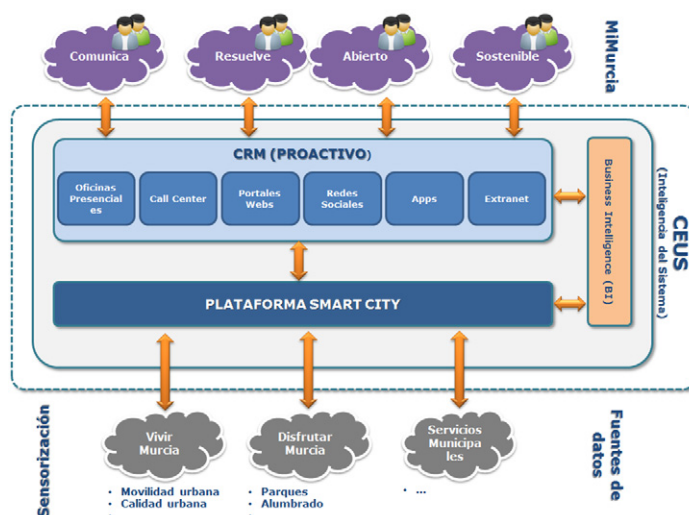 Comunica
Resuelve
Abierto
Sostenible
MiMurcia
CRM (PROACTIVO)
Oficinas
Presencial
es
Call Center
Portales
Webs
Redes
Sociales
Apps
Extranet
Business Intelligence (BI)
CEUS
(Inteligencia del Sistema)
PLATAFORMA SMART CITY
Sensorización
Vivir
Murcia
Disfrutar
Murcia
Servicios
Municipa
les
Fuentes de
datos
• Movilidad urbana
• Calidad urbana
• Parques
• Alumbrado
• ...